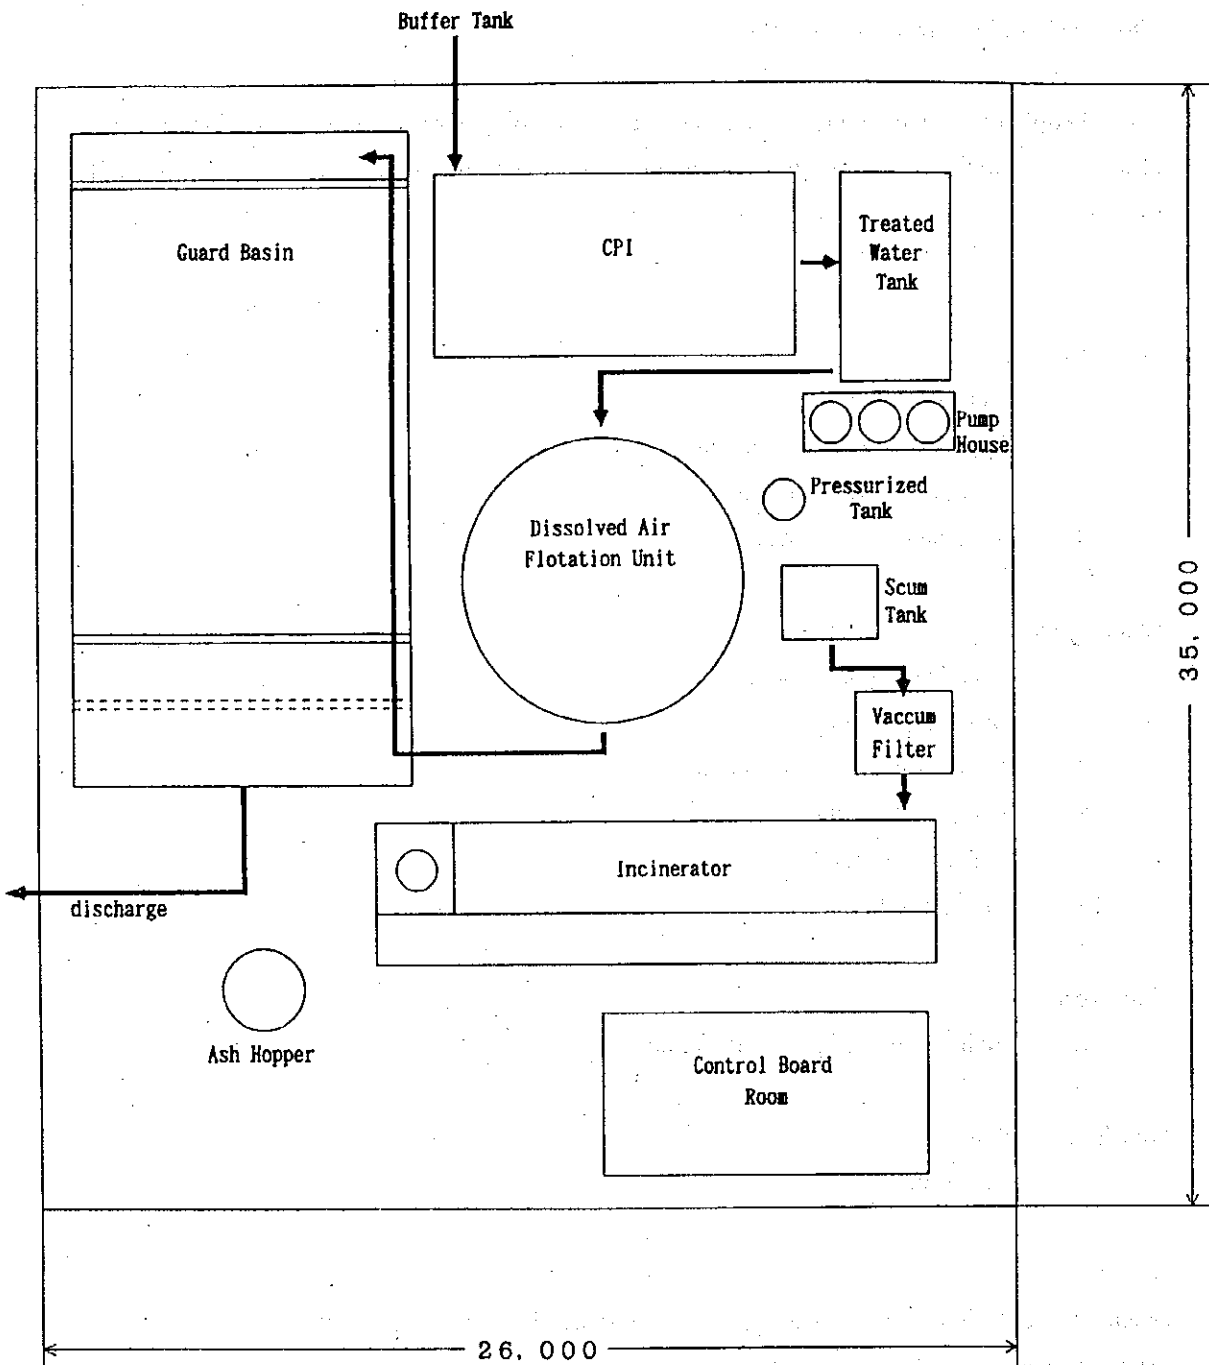 Buffer Tank
Guard Basin
CPI
Treated
Water
Tank
Pump
House
Pressurized
Tank
Dissolved Air
Flotation Unit
Scum
Tank
Vaccum
Filter
Incinerator
discharge
Ash Hopper
Control Board
Room
35,000
26,000